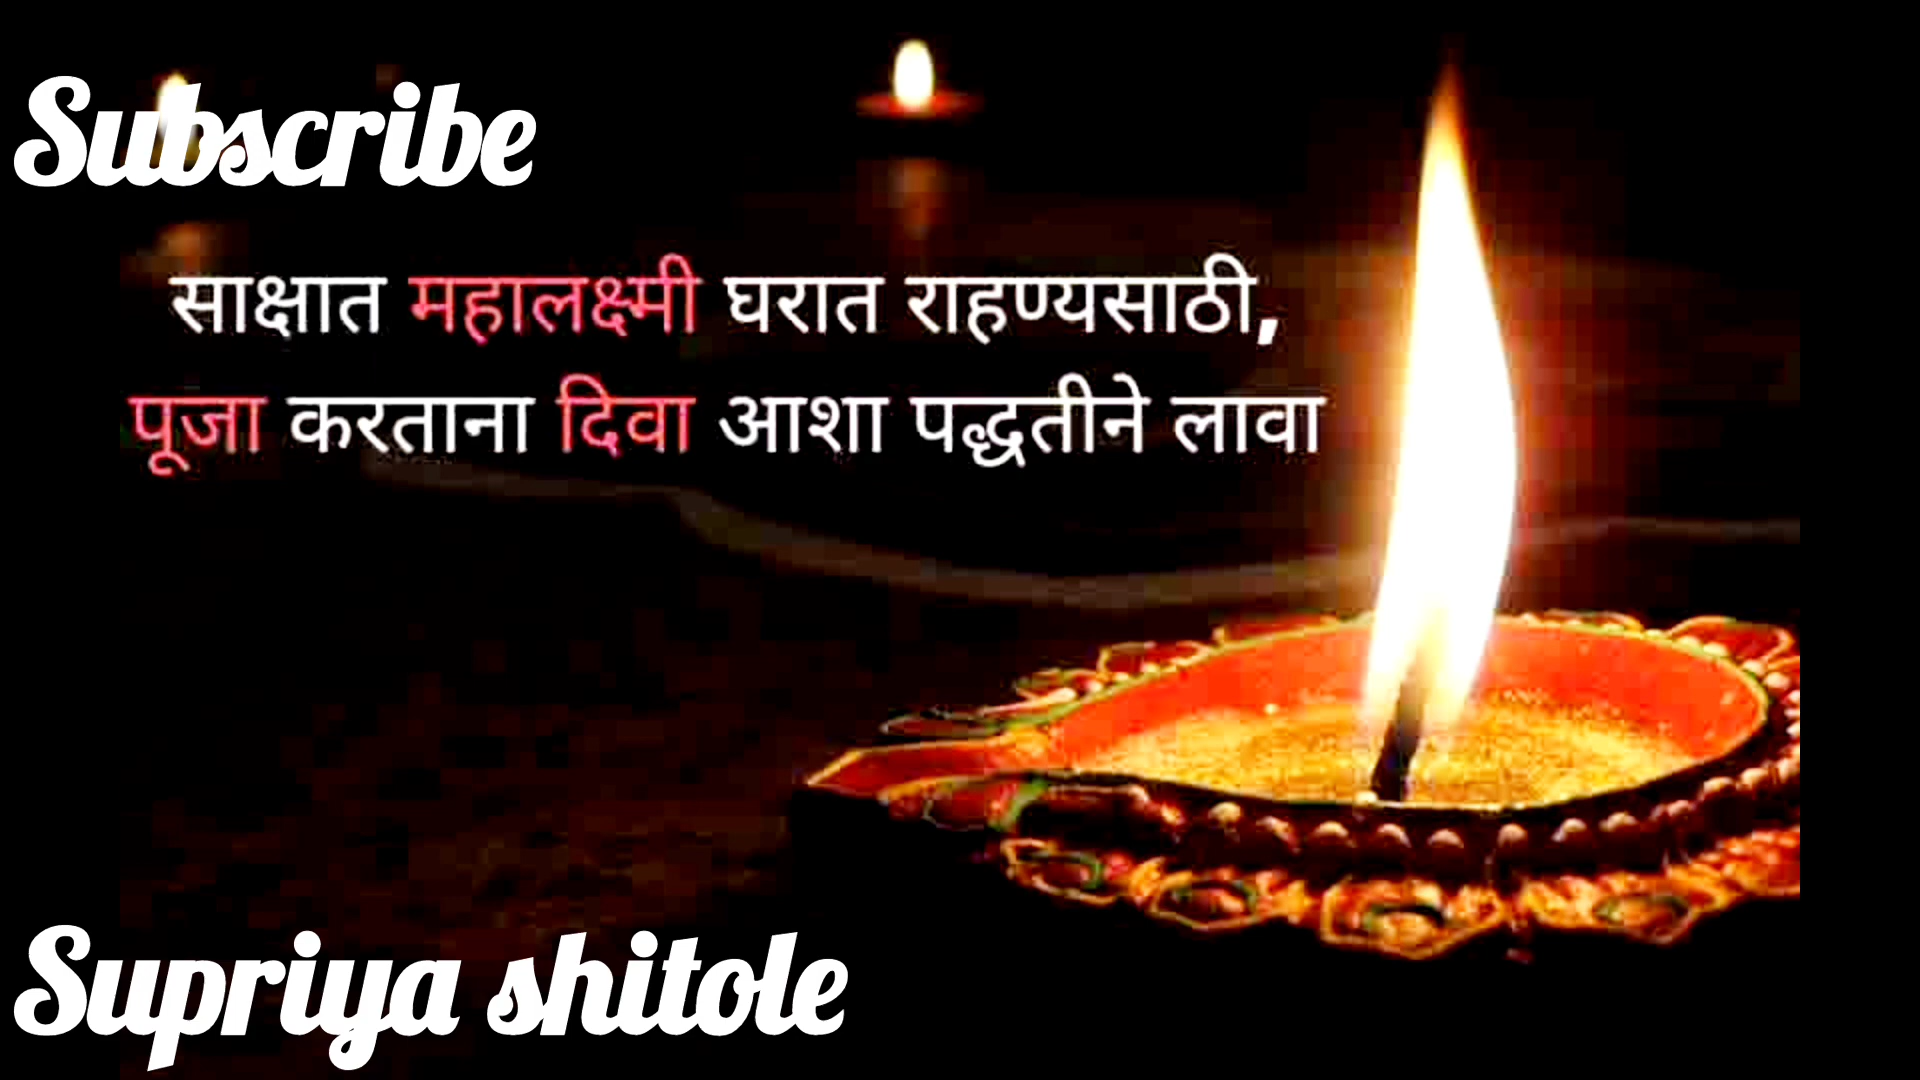 Subscribe
साक्षात महालक्ष्मी घरात राहण्यसाठी,
पूजा करताना दिवा आशा पद्धतीने लावा
Supriya shitole